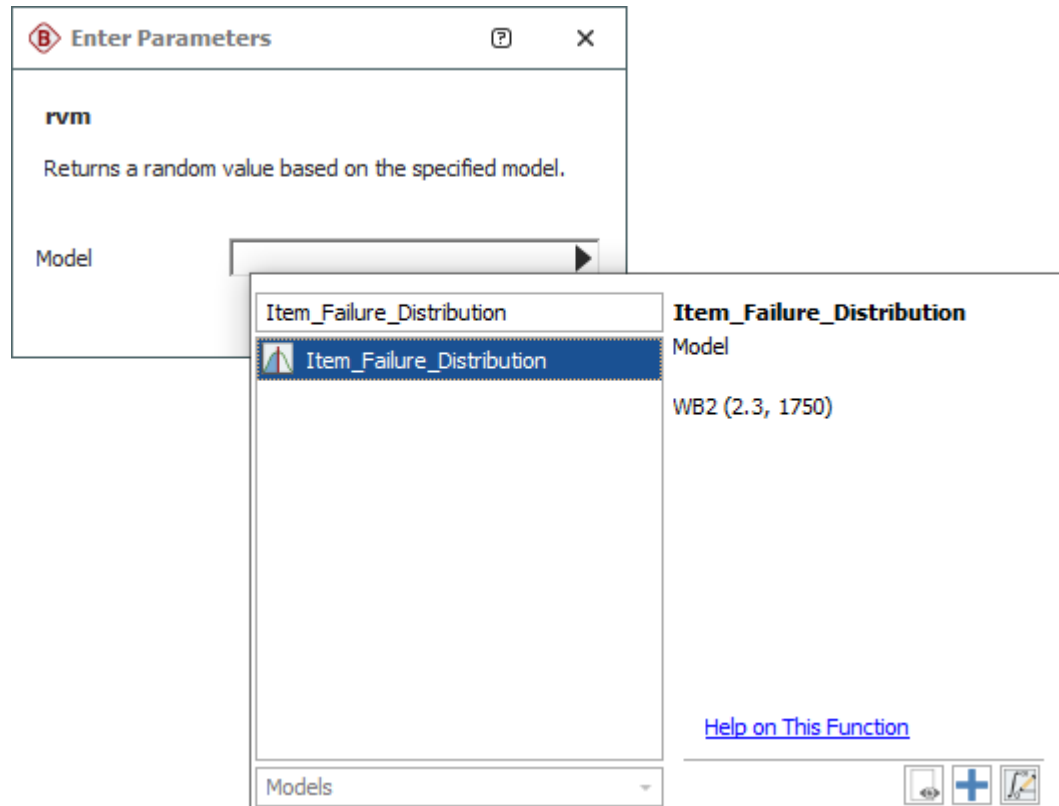 B Enter Parameters ?
rvm
Returns a random value based on the specified model.
Model
Item_Failure_Distribution
Item_Failure_Distribution
Item_Failure_Distribution
Model
WB2 (2.3, 1750)
Help on This Function
Models